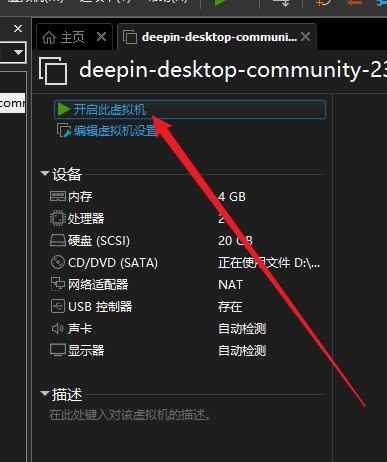 主页
deepin-desktop-communi...
deepin-desktop-community-23
开启此虚拟机
编辑虚拟机设置
设备
内存 4 GB
处理器 2
硬盘 (SCSI) 20 GB
CD/DVD (SATA) 正在使用文件 D:\...
网络适配器 NAT
USB 控制器 存在
声卡 自动检测
显示器 自动检测
描述
在此处键入对该虚拟机的描述。